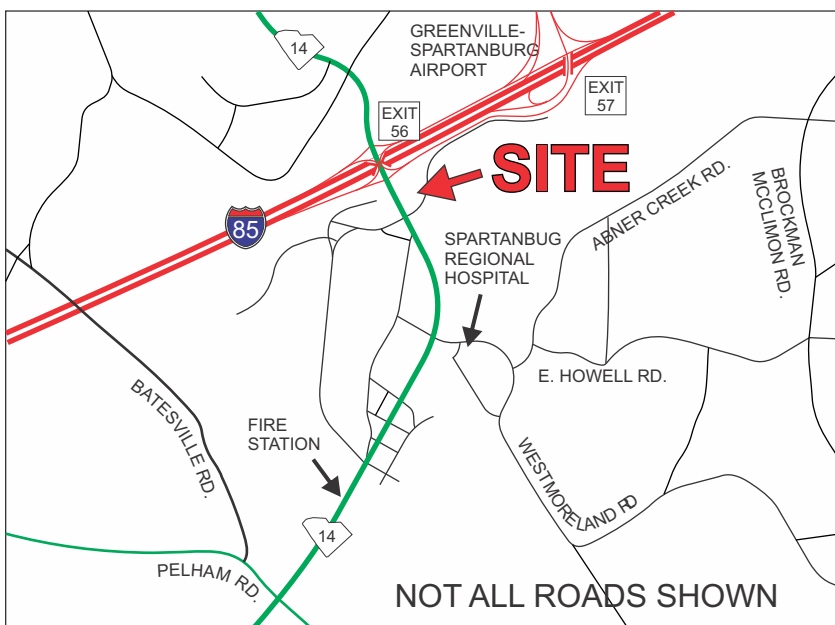 14
GREENVILLE-
SPARTANBURG
AIRPORT
EXIT
57
EXIT
56
SITE
85
ABNER CREEK RD.
BROCKMAN
MCCLIMON RD.
SPARTANBUG
REGIONAL
HOSPITAL
E. HOWELL RD.
BATESVILLE RD.
FIRE
STATION
WESTMORELAND RD
14
PELHAM RD.
NOT ALL ROADS SHOWN